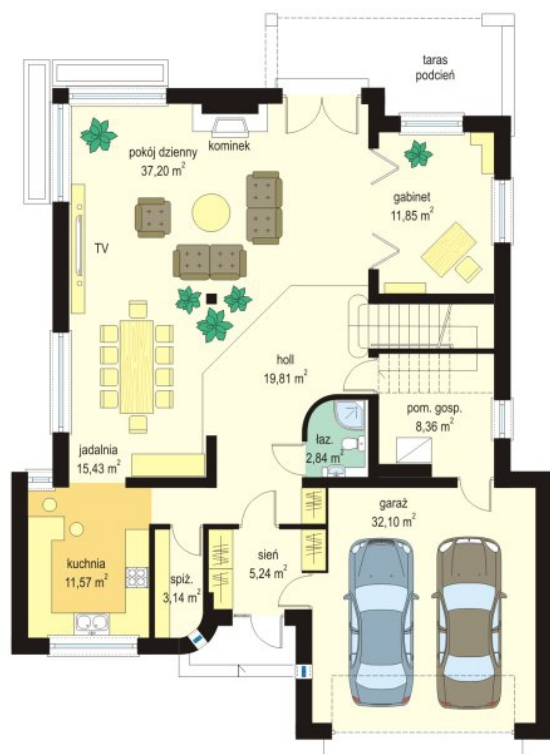 taras
podcień
kominek
pokój dzienny
37,20 m²
gabinet
11,85 m²
TV
holl
19,81 m²
pom. gosp.
8,36 m²
łaz.
2,84 m²
jadalnia
15,43 m²
garaż
32,10 m²
kuchnia
11,57 m²
spiż.
3,14 m²
sień
5,24 m²